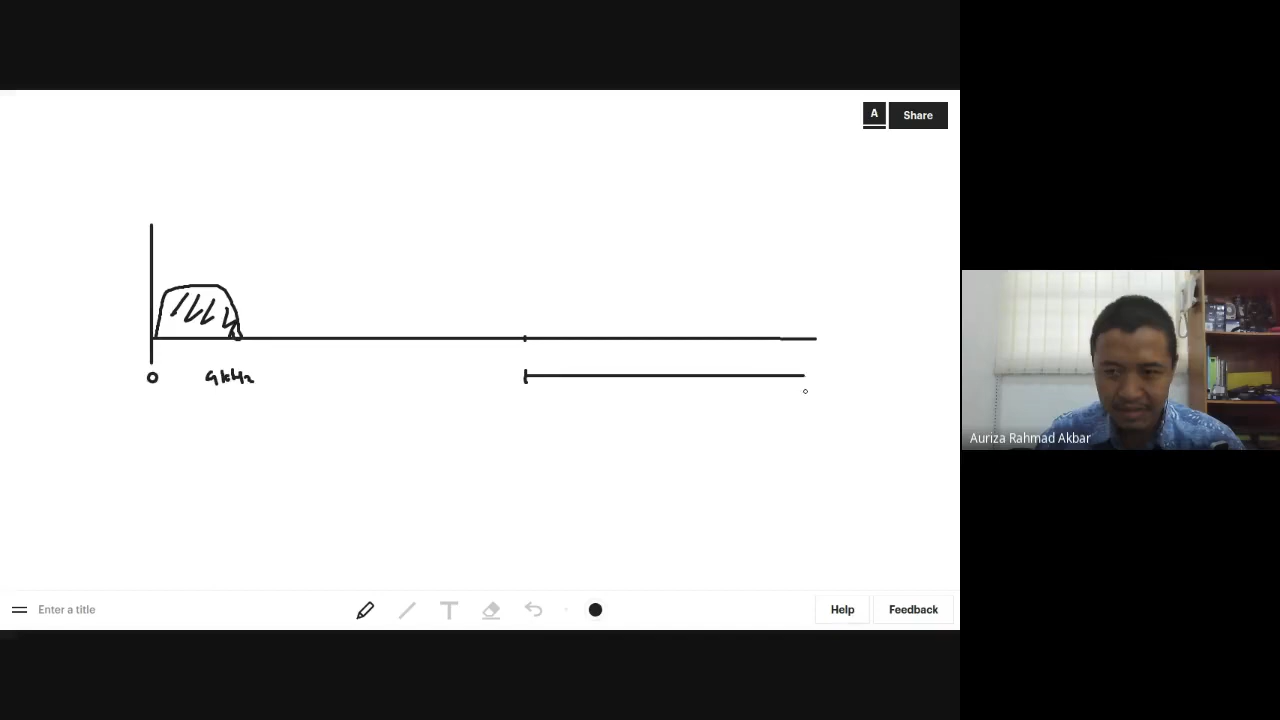 A
Share
0
4kHz
Auriza Rahmad Akbar
Enter a title
Help
Feedback